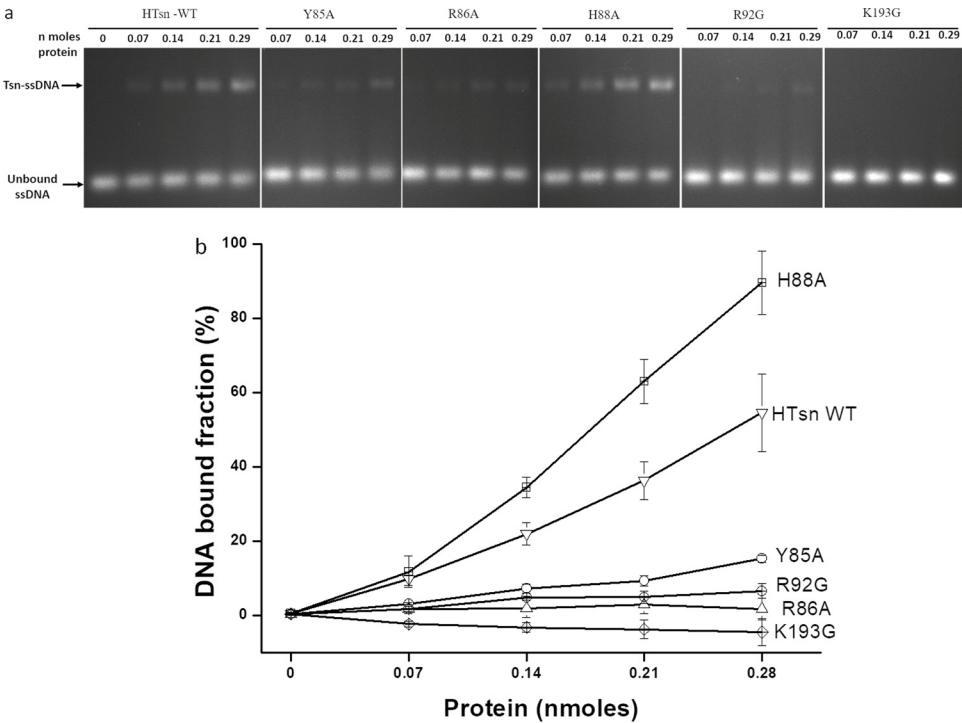 a
HTsn -WT Y85A R86A H88A R92G K193G
n moles protein
0 0.07 0.14 0.21 0.29 0.07 0.14 0.21 0.29 0.07 0.14 0.21 0.29 0.07 0.14 0.21 0.29 0.07 0.14 0.21 0.29 0.07 0.14 0.21 0.29
Tsn-ssDNA
Unbound
ssDNA
b
DNA bound fraction (%)
100
80
60
40
20
0
H88A
HTsn WT
Y85A
R92G
R86A
K193G
0 0.07 0.14 0.21 0.28
Protein (nmoles)